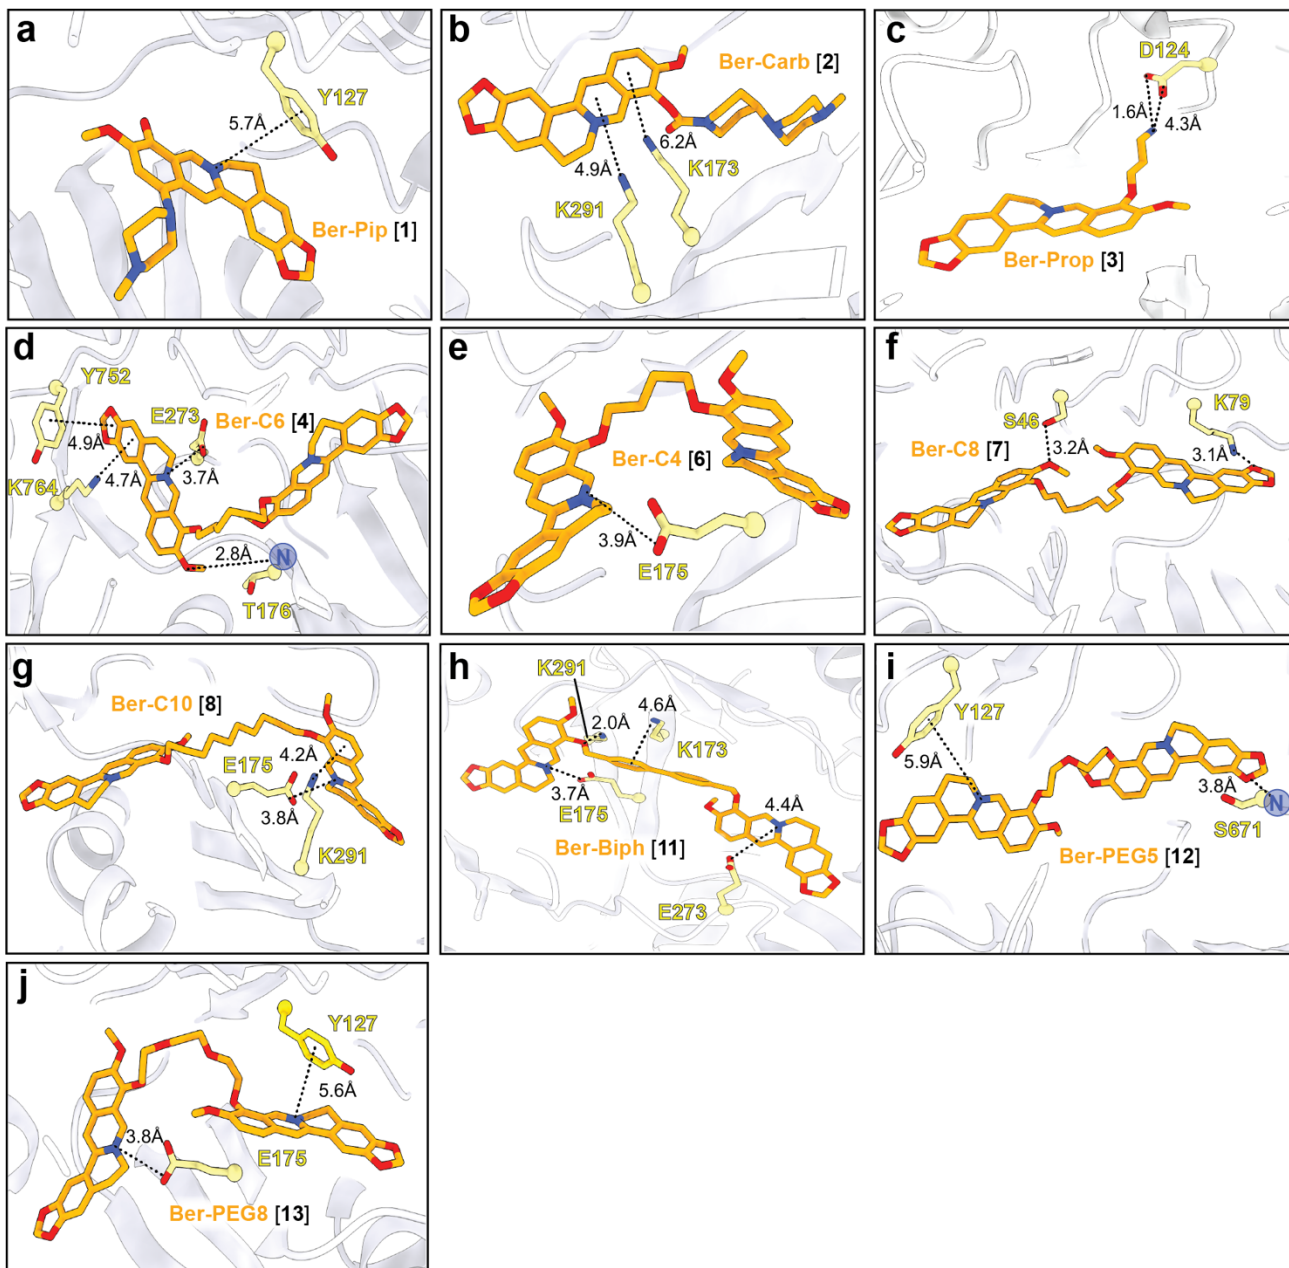 a
Y127
5.7Å
Ber-Pip [1]
b
Ber-Carb [2]
6.2Å
4.9Å
K173
K291
c
D124
1.6Å
4.3Å
Ber-Prop [3]
d
Y752
E273
Ber-C6 [4]
4.9Å
4.7Å
3.7Å
K764
2.8Å
N
T176
e
Ber-C4 [6]
3.9Å
E175
f
S46
K79
Ber-C8 [7]
3.2Å
3.1Å
g
Ber-C10 [8]
4.2Å
E175
3.8Å
K291
h
K291
4.6Å
2.0Å
K173
3.7Å
E175
4.4Å
Ber-Biph [11]
E273
i
Y127
5.9Å
3.8Å
N
S671
Ber-PEG5 [12]
j
Y127
5.6Å
3.8Å
E175
Ber-PEG8 [13]